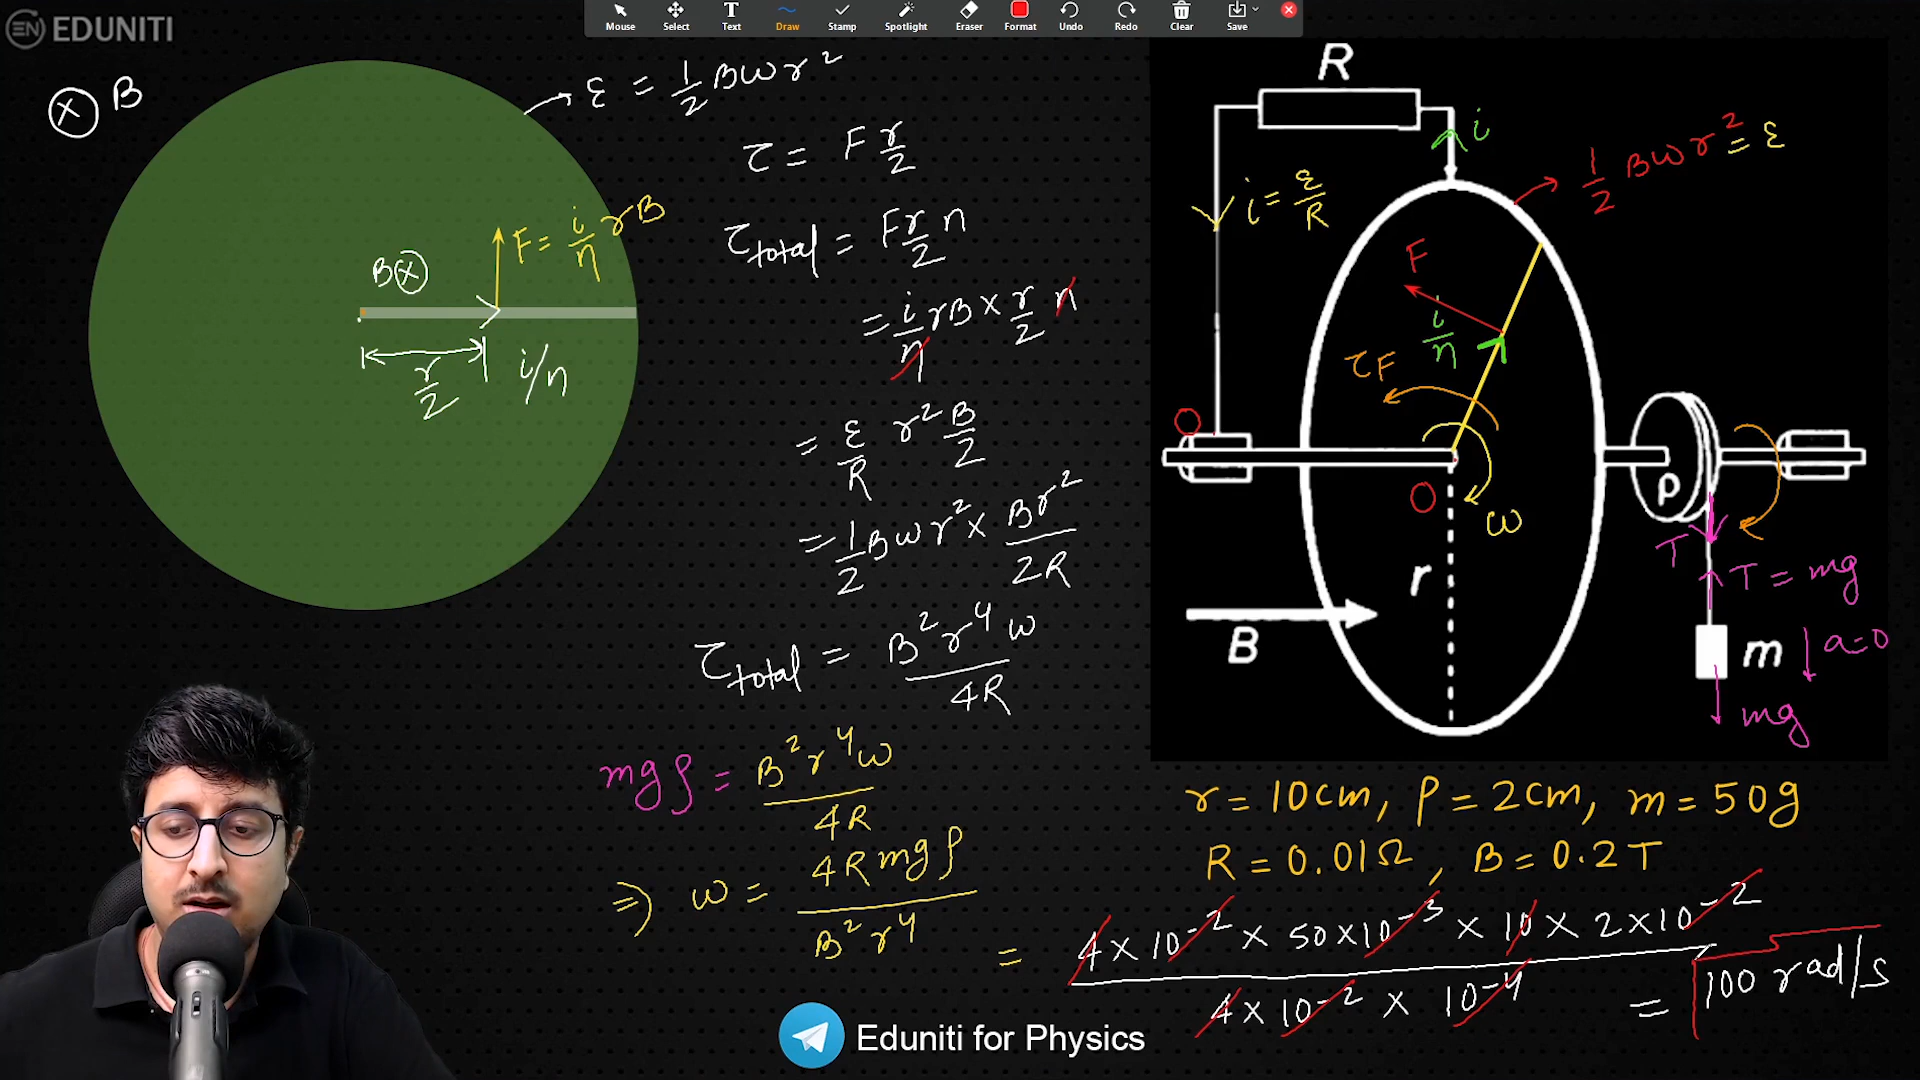 EN EDUNITI
Mouse Select Text Draw Stamp Spotlight Eraser Format Undo Redo Clear Save
⊗ B
ε = 1/2 Bωr²
τ = F r/2
τtotal = F r/2 n
= i/n rB × r/2 n
= ε/R r² B/2
= 1/2 Bωr² × Br²/2R
τtotal = B²r⁴ω/4R
mgρ = B²r⁴ω/4R
⇒ ω = 4Rmgρ/B²r⁴
= 4 × 10⁻² × 50 × 10⁻³ × 10 × 2 × 10⁻² / 4 × 10⁻² × 10⁻⁴ = 100 rad/s
F = i/n rB
B⊗
r/2
i/n
R
i
i = ε/R
1/2 Bωr² = ε
F
i/n
τF
O
O
ω
ρ
r
B
T
T = mg
m
a=0
mg
r = 10cm, ρ = 2cm, m = 50g
R = 0.01Ω, B = 0.2T
Eduniti for Physics